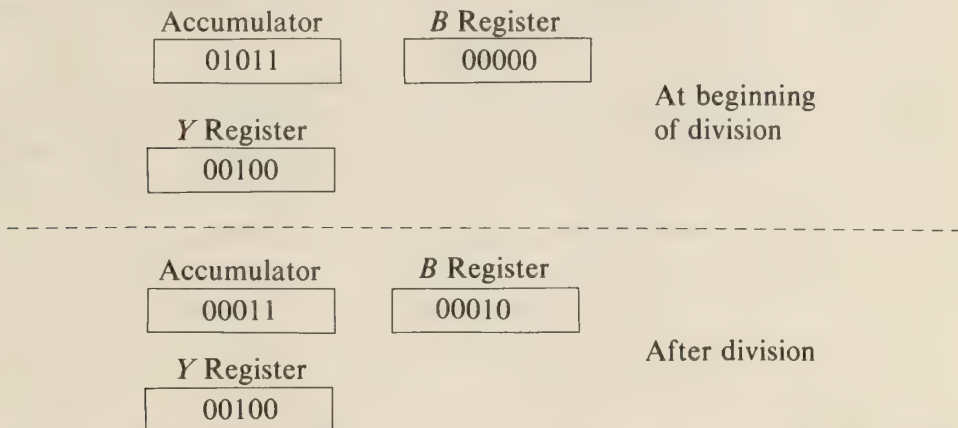 Accumulator B Register
01011 00000
At beginning
of division
Y Register
00100
Accumulator B Register
00011 00010
After division
Y Register
00100